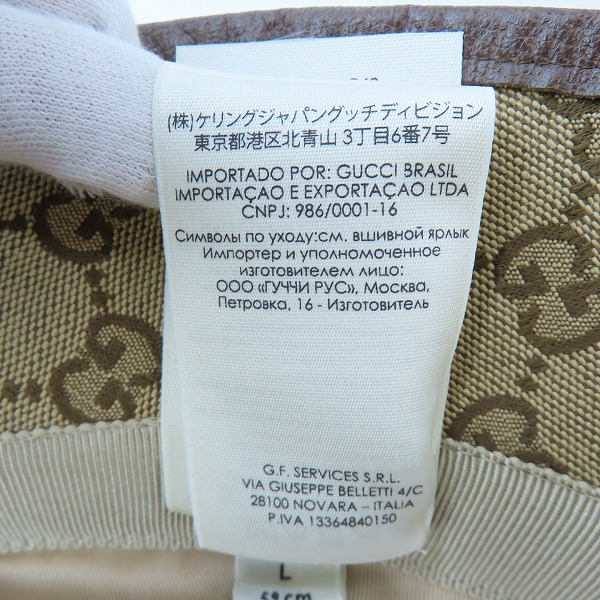 (株)ケリングジャパングッチディビジョン
東京都港区北青山 3丁目6番7号
IMPORTADO POR: GUCCI BRASIL
IMPORTAÇAO E EXPORTAÇAO LTDA
CNPJ: 986/0001-16
Символы по уходу:см. вшивной ярлык
Импортер и уполномоченное
изготовителем лицо:
ООО «ГУЧЧИ РУС», Москва,
Петровка, 16 - Изготовитель
G.F. SERVICES S.R.L.
VIA GIUSEPPE BELLETTI 4/C
28100 NOVARA – ITALIA
P.IVA 13364840150
L
59 cm